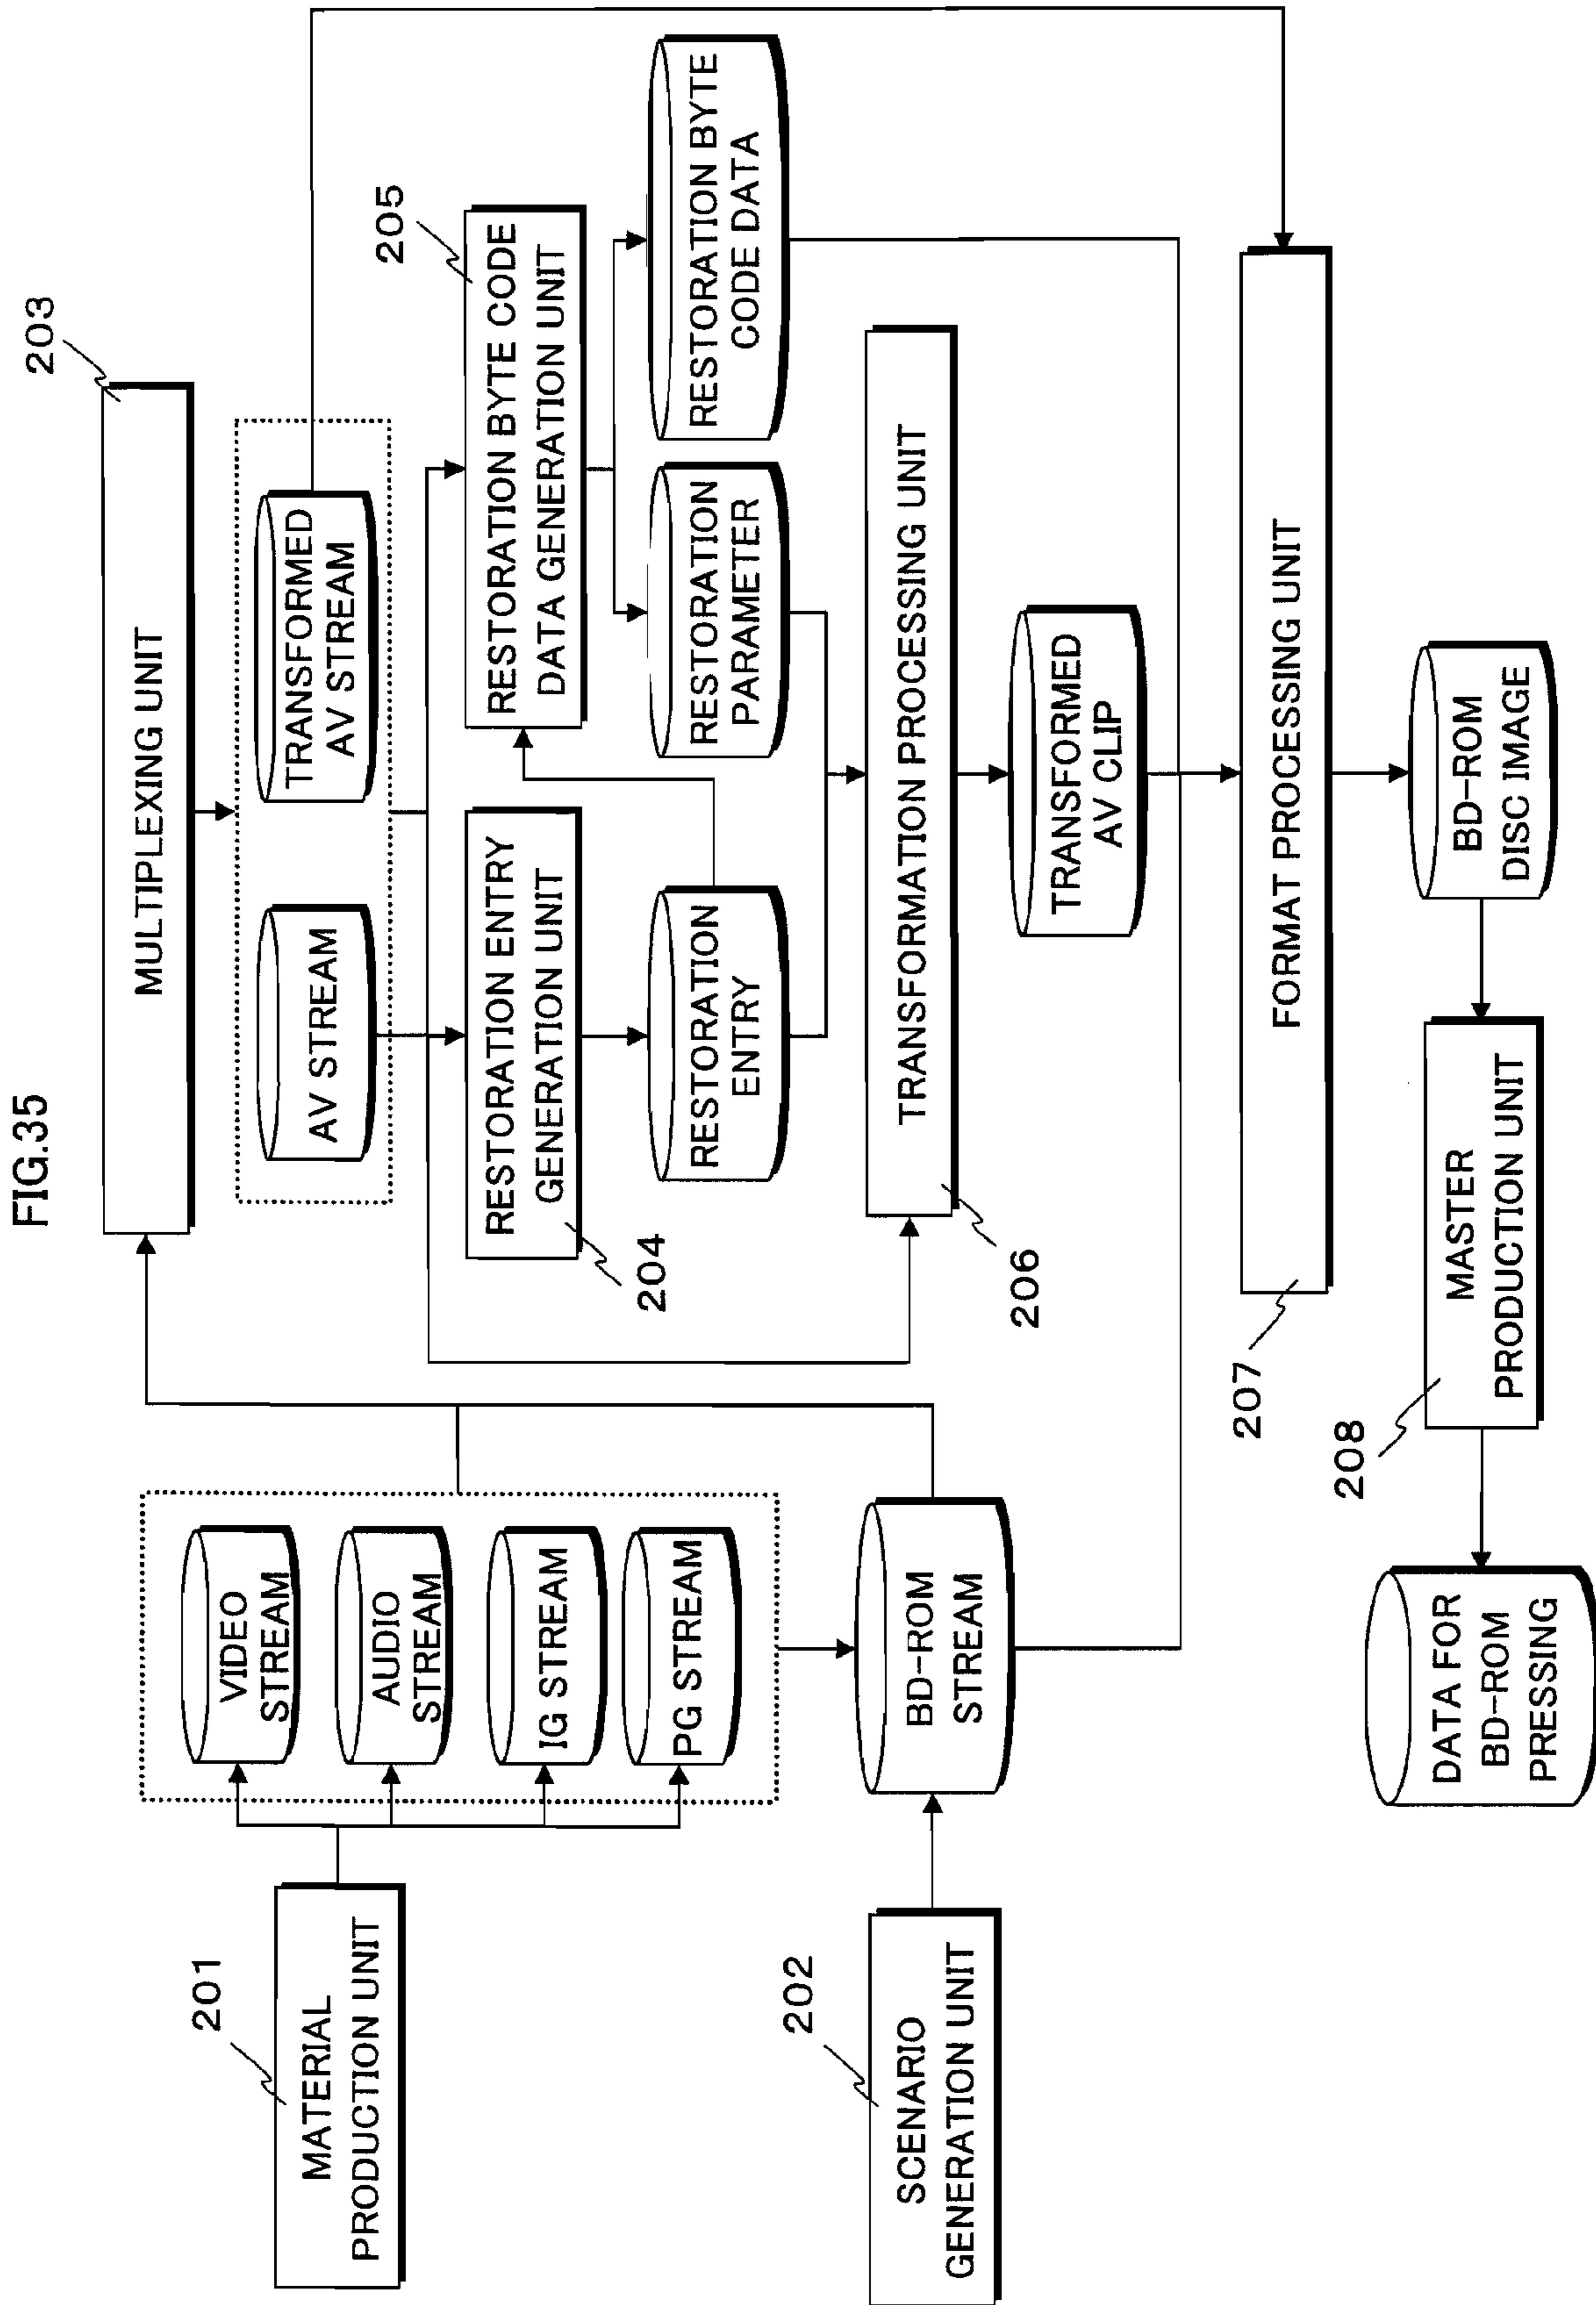 FIG.35
201
MATERIAL
PRODUCTION UNIT
VIDEO
STREAM
AUDIO
STREAM
IG STREAM
PG STREAM
202
SCENARIO
GENERATION UNIT
BD-ROM
STREAM
203
MULTIPLEXING UNIT
AV STREAM
TRANSFORMED
AV STREAM
204
RESTORATION ENTRY
GENERATION UNIT
205
RESTORATION BYTE CODE
DATA GENERATION UNIT
RESTORATION
ENTRY
RESTORATION
PARAMETER
RESTORATION BYTE
CODE DATA
206
TRANSFORMATION PROCESSING UNIT
TRANSFORMED
AV CLIP
207
FORMAT PROCESSING UNIT
BD-ROM
DISC IMAGE
208
MASTER
PRODUCTION UNIT
DATA FOR
BD-ROM
PRESSING